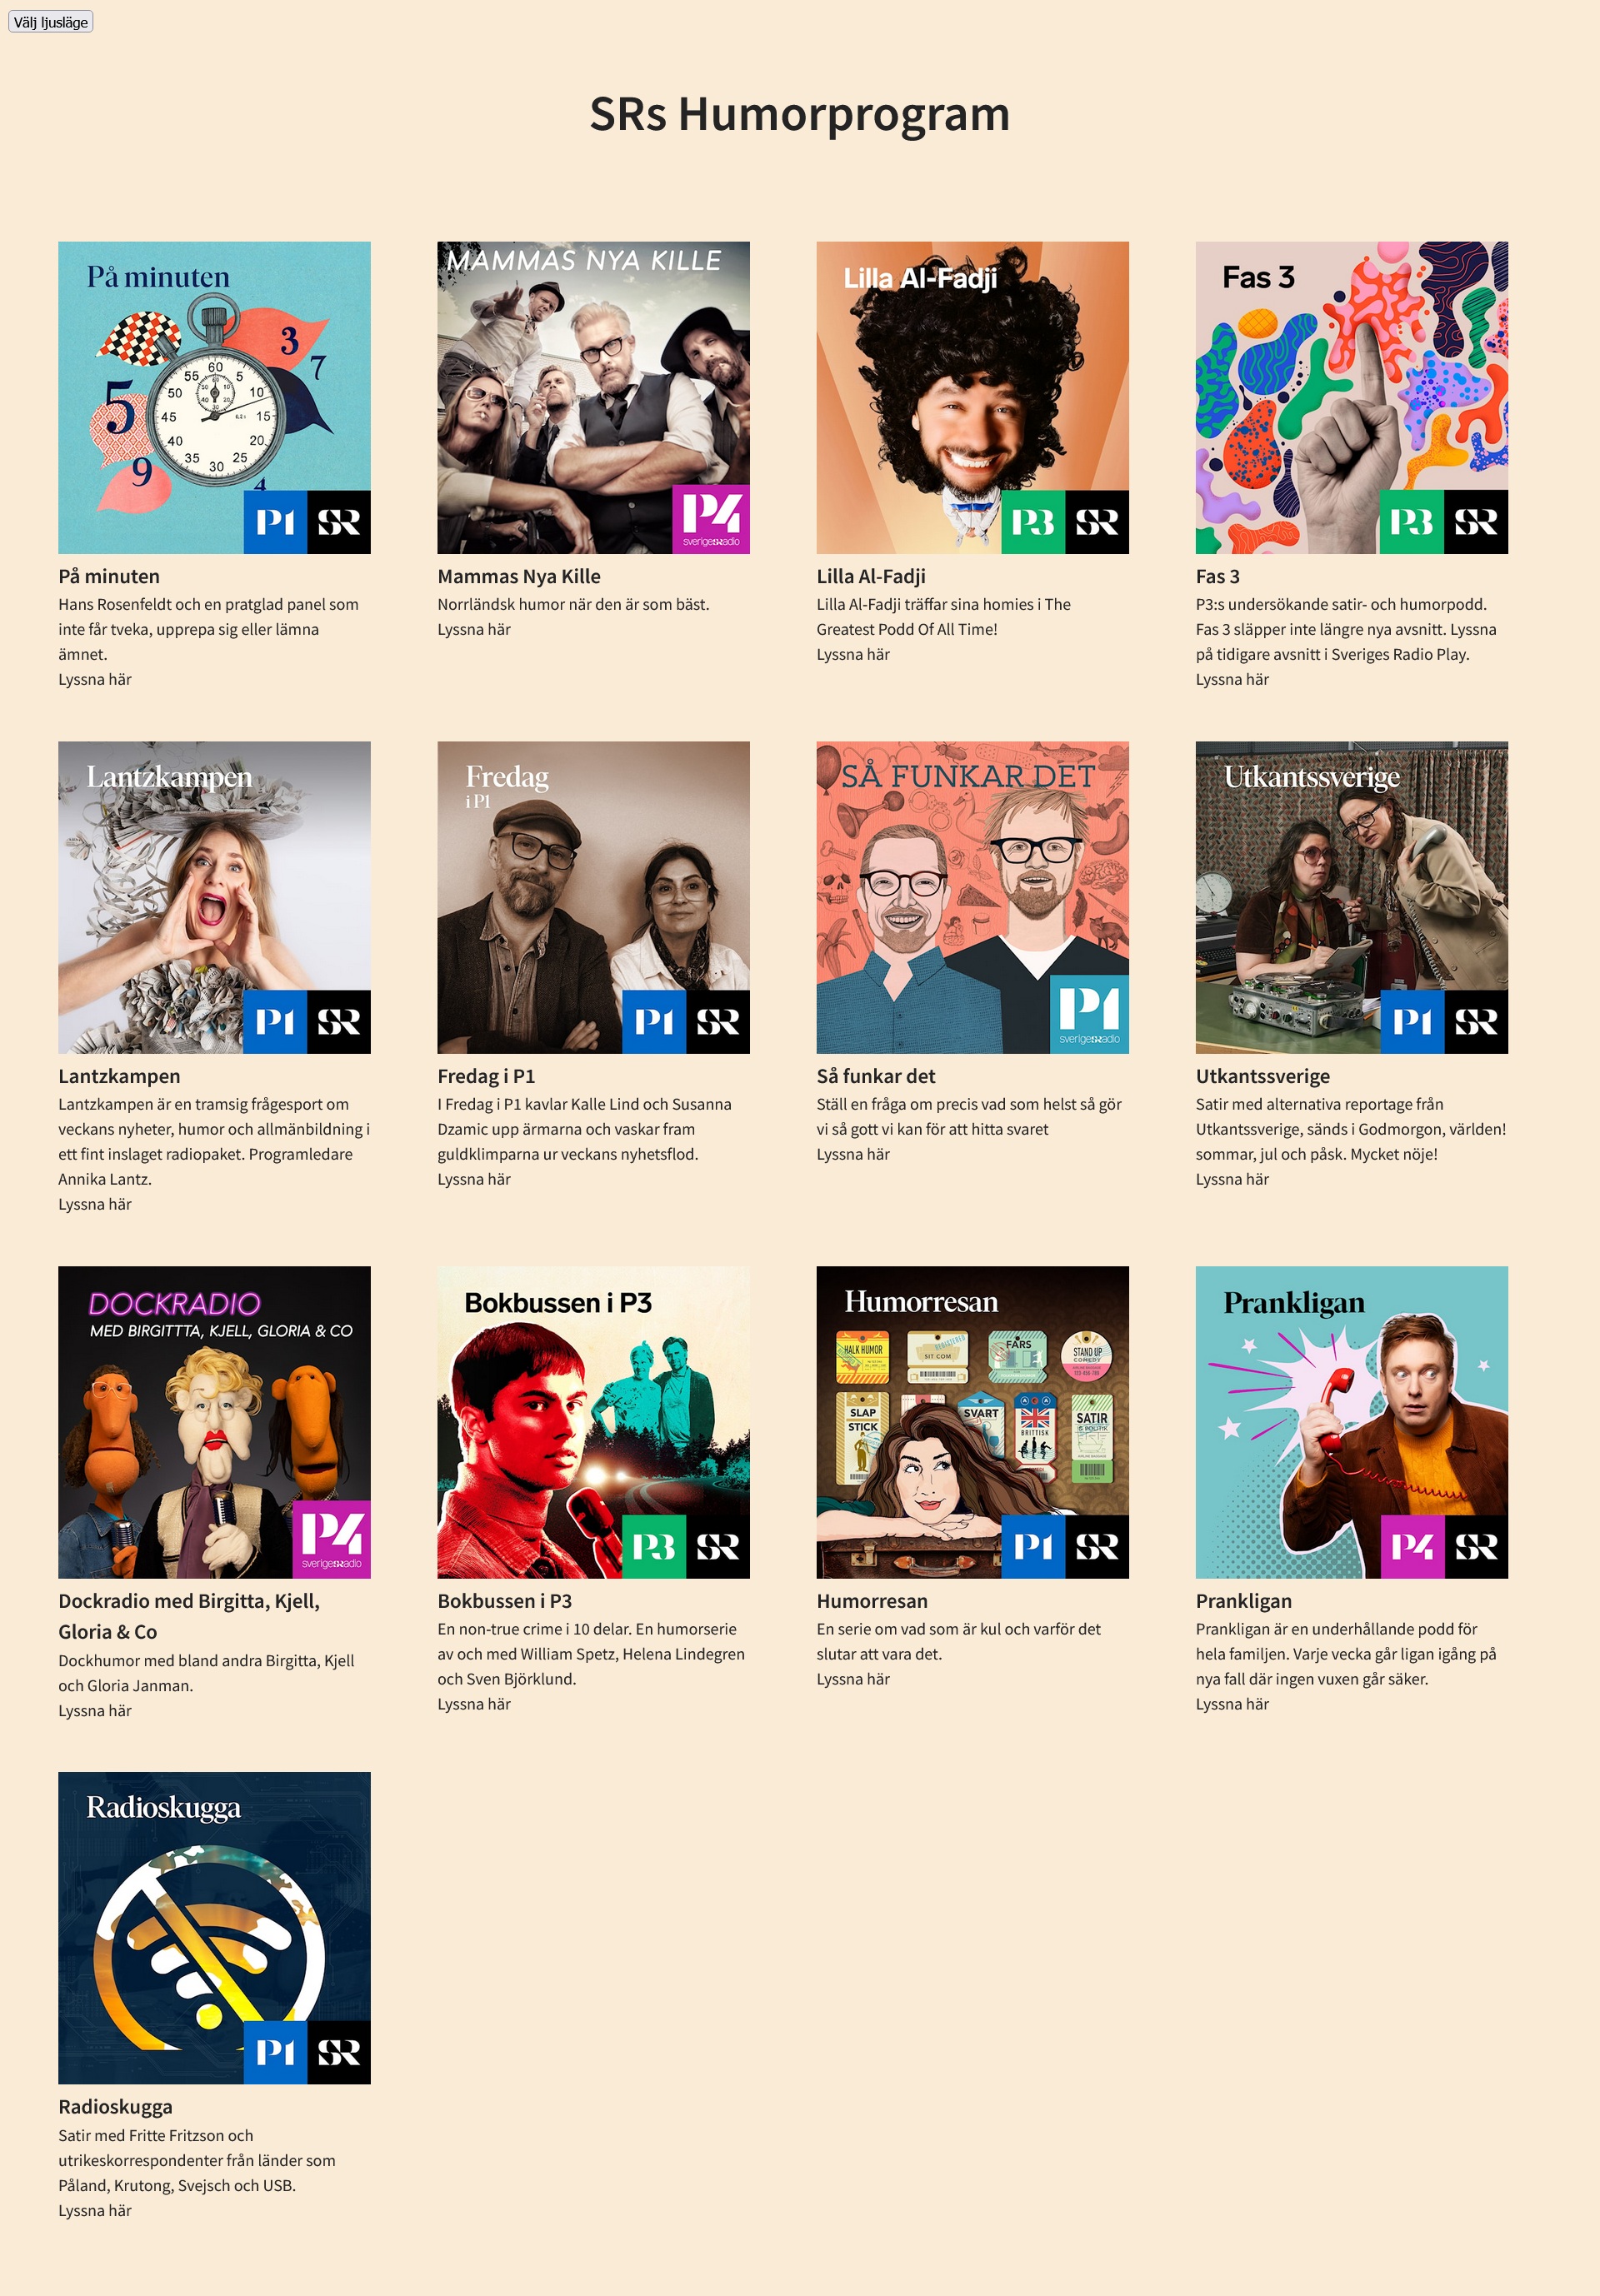 Välj ljusläge
SRs Humorprogram
På minuten
3
7
5
9
4
60
55
5
50
10
45
15
40
20
35
25
30
P1 SR
På minuten
Hans Rosenfeldt och en pratglad panel som
inte får tveka, upprepa sig eller lämna
ämnet.
Lyssna här
MAMMAS NYA KILLE
P4
sverigesradio
Mammas Nya Kille
Norrländsk humor när den är som bäst.
Lyssna här
Lilla Al-Fadji
P3 SR
Lilla Al-Fadji
Lilla Al-Fadji träffar sina homies i The
Greatest Podd Of All Time!
Lyssna här
Fas 3
P3 SR
Fas 3
P3:s undersökande satir- och humorpodd.
Fas 3 släpper inte längre nya avsnitt. Lyssna
på tidigare avsnitt i Sveriges Radio Play.
Lyssna här
Lantzkampen
P1 SR
Lantzkampen
Lantzkampen är en tramsig frågesport om
veckans nyheter, humor och allmänbildning i
ett fint inslaget radiopaket. Programledare
Annika Lantz.
Lyssna här
Fredag
i P1
P1 SR
Fredag i P1
I Fredag i P1 kavlar Kalle Lind och Susanna
Dzamic upp ärmarna och vaskar fram
guldklimparna ur veckans nyhetsflod.
Lyssna här
SÅ FUNKAR DET
P1
sverigesradio
Så funkar det
Ställ en fråga om precis vad som helst så gör
vi så gott vi kan för att hitta svaret
Lyssna här
Utkantssverige
P1 SR
Utkantssverige
Satir med alternativa reportage från
Utkantssverige, sänds i Godmorgon, världen!
sommar, jul och påsk. Mycket nöje!
Lyssna här
DOCKRADIO
MED BIRGITTTA, KJELL, GLORIA & CO
P4
sverigesradio
Dockradio med Birgitta, Kjell,
Gloria & Co
Dockhumor med bland andra Birgitta, Kjell
och Gloria Janman.
Lyssna här
Bokbussen i P3
P3 SR
Bokbussen i P3
En non-true crime i 10 delar. En humorserie
av och med William Spetz, Helena Lindegren
och Sven Björklund.
Lyssna här
Humorresan
HALK HUMOR
SIT COM
REGISTERED
FARS
STAND UP
COMEDY
SLAP
STICK
SVART
BRITTISK
SATIR
& POLITIK
P1 SR
Humorresan
En serie om vad som är kul och varför det
slutar att vara det.
Lyssna här
Prankligan
P4 SR
Prankligan
Prankligan är en underhållande podd för
hela familjen. Varje vecka går ligan igång på
nya fall där ingen vuxen går säker.
Lyssna här
Radioskugga
P1 SR
Radioskugga
Satir med Fritte Fritzson och
utrikeskorrespondenter från länder som
Påland, Krutong, Svejsch och USB.
Lyssna här